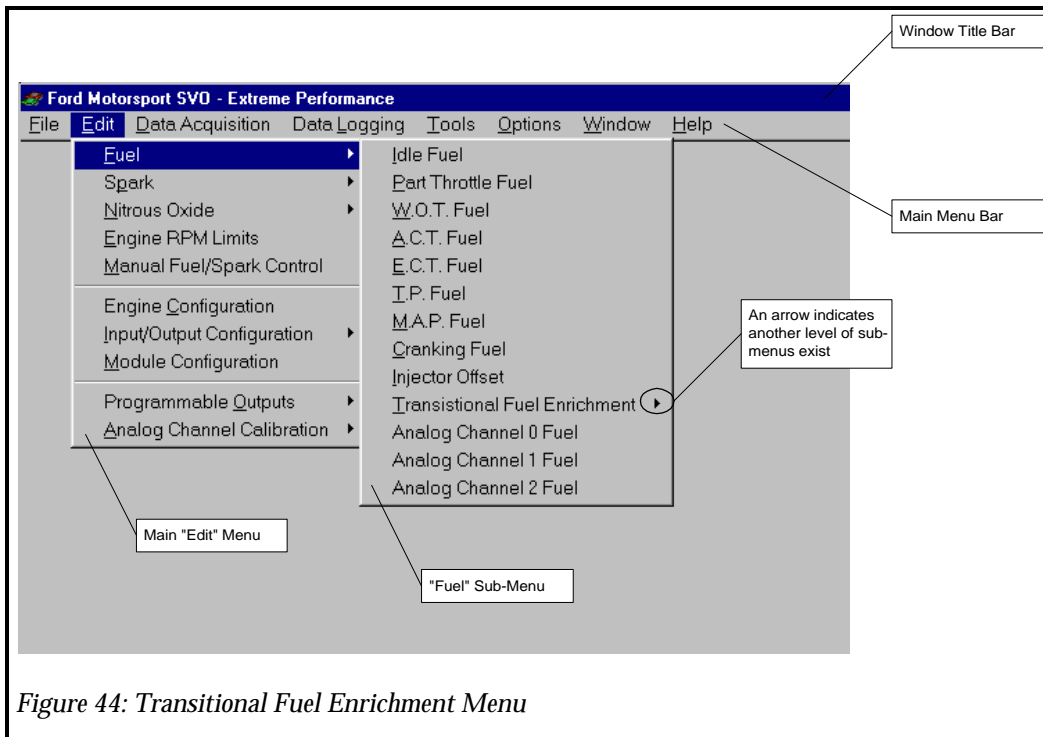 Window Title Bar
Ford Motorsport SVO - Extreme Performance
File Edit Data Acquisition Data Logging Tools Options Window Help
Main Menu Bar
Fuel
Spark
Nitrous Oxide
Engine RPM Limits
Manual Fuel/Spark Control
Engine Configuration
Input/Output Configuration
Module Configuration
Programmable Outputs
Analog Channel Calibration
Idle Fuel
Part Throttle Fuel
W.O.T. Fuel
A.C.T. Fuel
E.C.T. Fuel
T.P. Fuel
M.A.P. Fuel
Cranking Fuel
Injector Offset
Transistional Fuel Enrichment
Analog Channel 0 Fuel
Analog Channel 1 Fuel
Analog Channel 2 Fuel
An arrow indicates
another level of sub-
menus exist
Main "Edit" Menu
"Fuel" Sub-Menu
Figure 44: Transitional Fuel Enrichment Menu